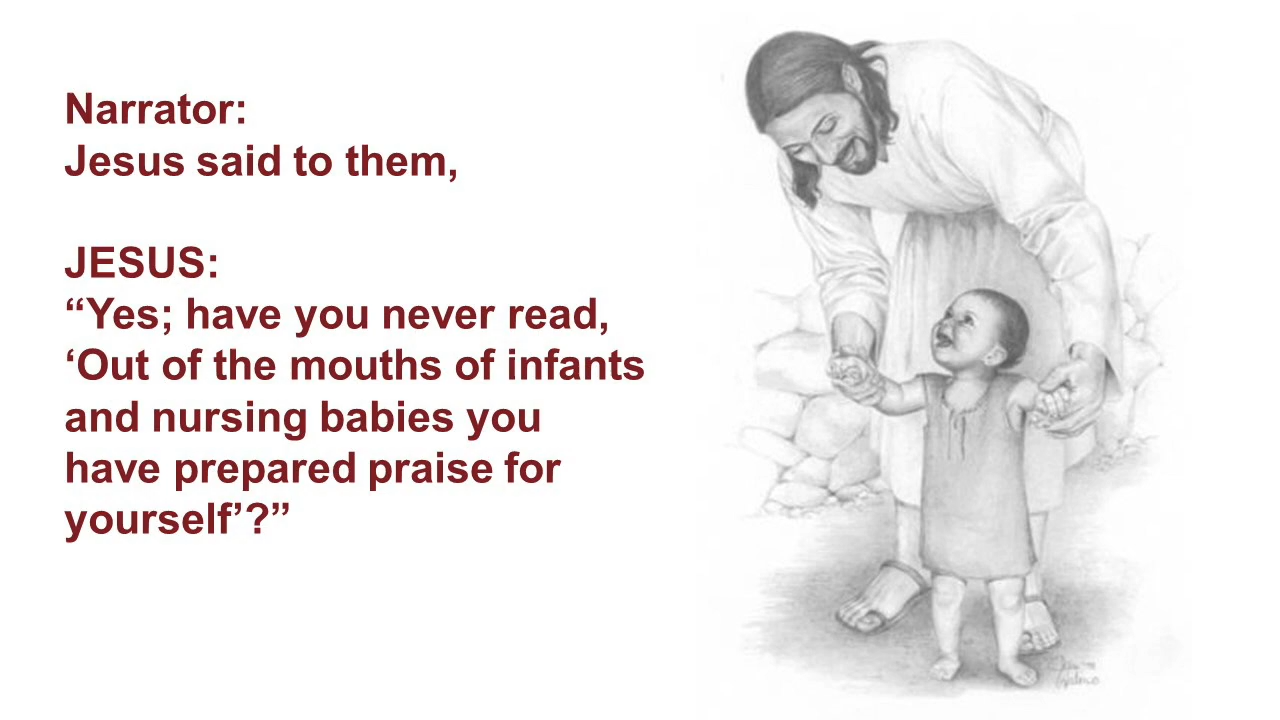 Narrator:
Jesus said to them,
JESUS:
“Yes; have you never read,
‘Out of the mouths of infants
and nursing babies you
have prepared praise for
yourself’?”